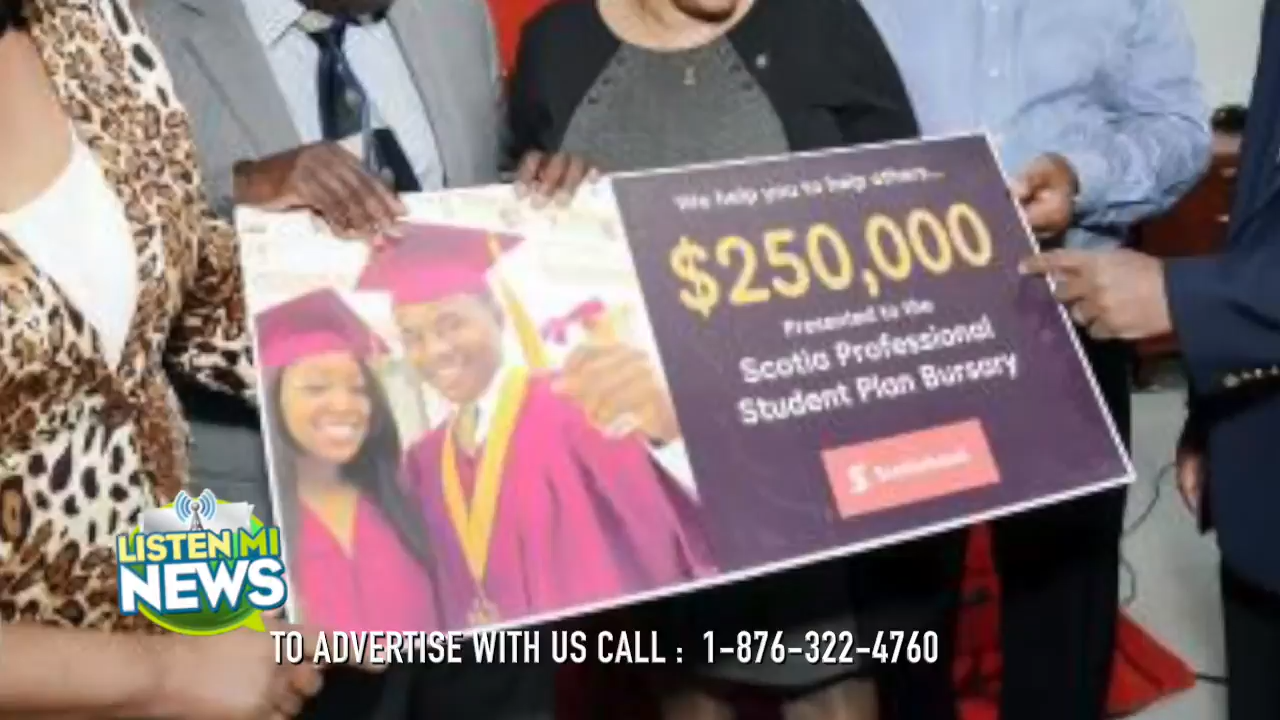 We help you to help others...
$250,000
Presented to the
Scotia Professional
Student Plan Bursary
Scotiabank
LISTEN MI
NEWS
TO ADVERTISE WITH US CALL : 1-876-322-4760